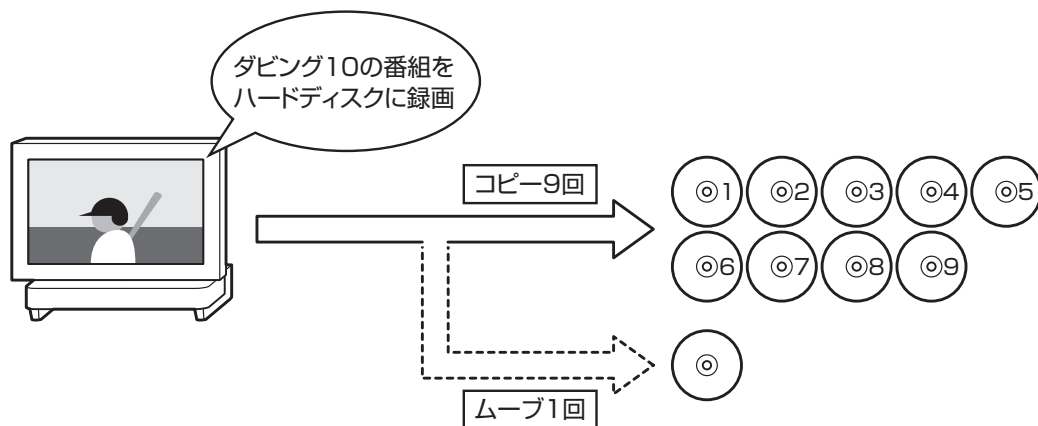 ダビング10の番組を
ハードディスクに録画
コピー9回
1 2 3 4 5
6 7 8 9
ムーブ1回